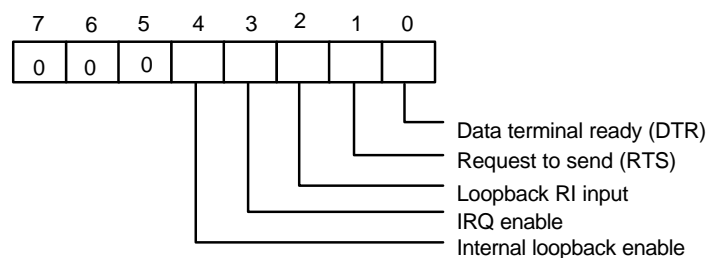 7 6 5 4 3 2 1 0
0 0 0
Data terminal ready (DTR)
Request to send (RTS)
Loopback RI input
IRQ enable
Internal loopback enable